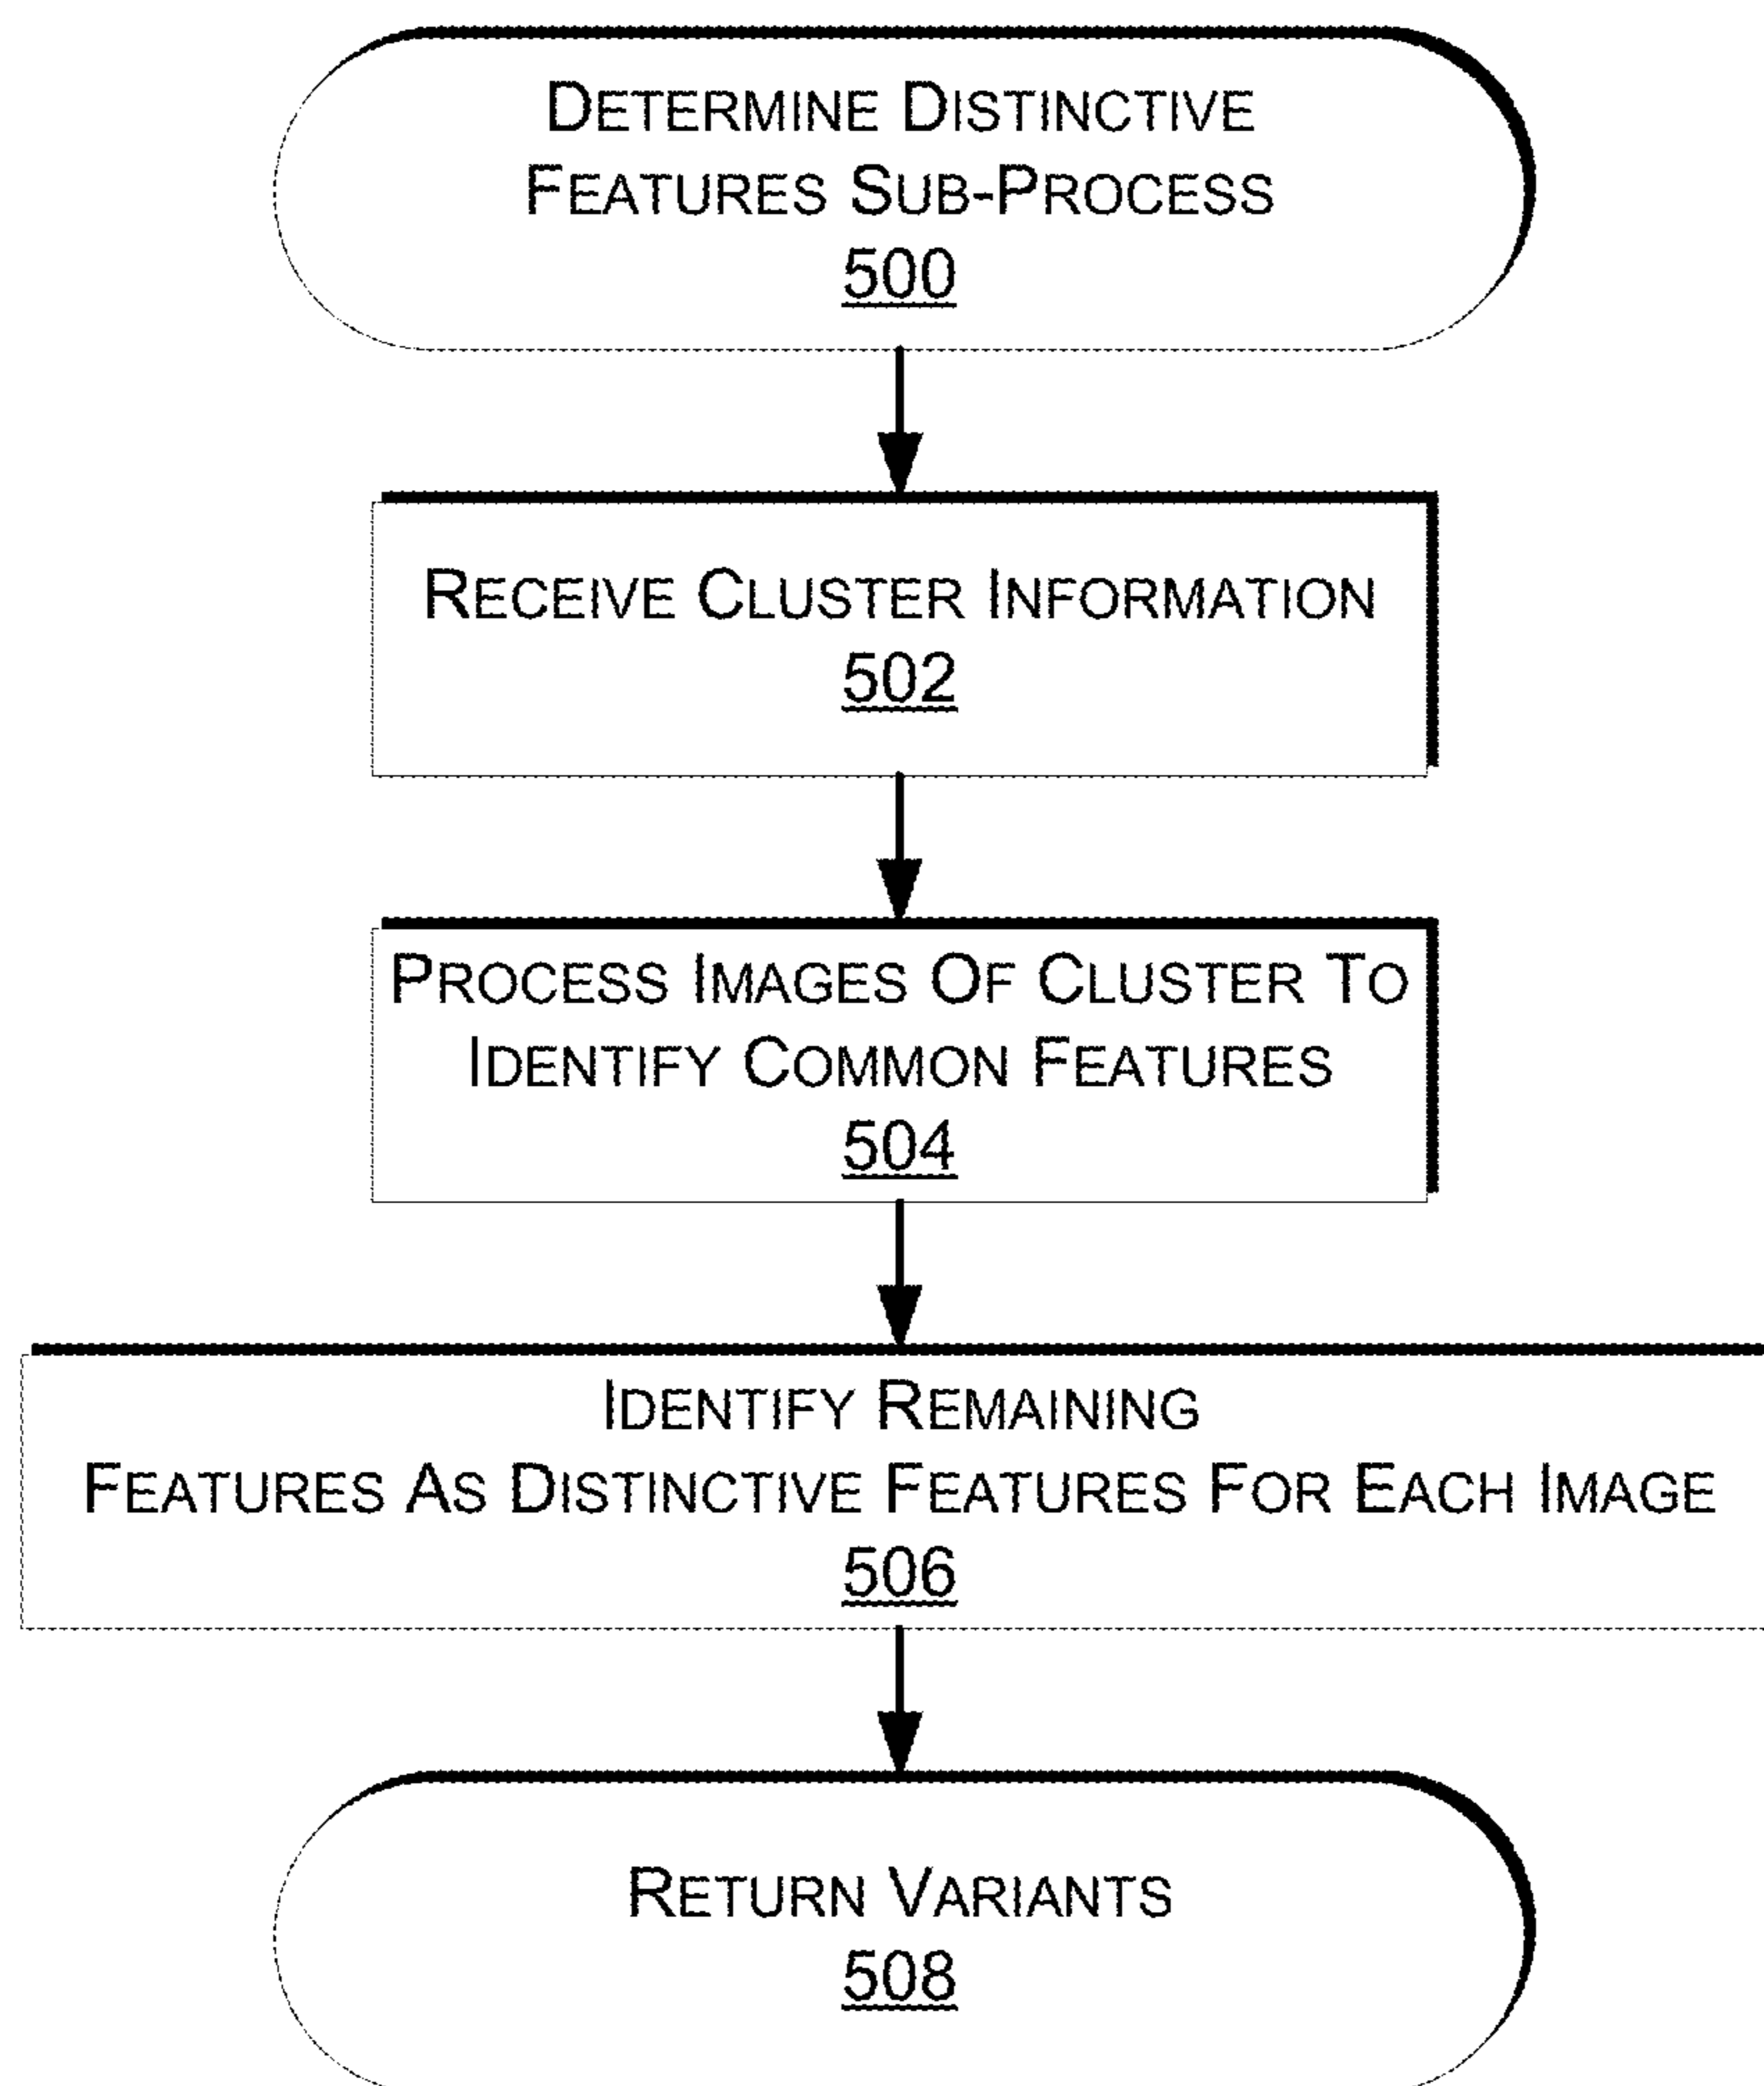 DETERMINE DISTINCTIVE
FEATURES SUB-PROCESS
500
RECEIVE CLUSTER INFORMATION
502
PROCESS IMAGES OF CLUSTER TO
IDENTIFY COMMON FEATURES
504
IDENTIFY REMAINING
FEATURES AS DISTINCTIVE FEATURES FOR EACH IMAGE
506
RETURN VARIANTS
508